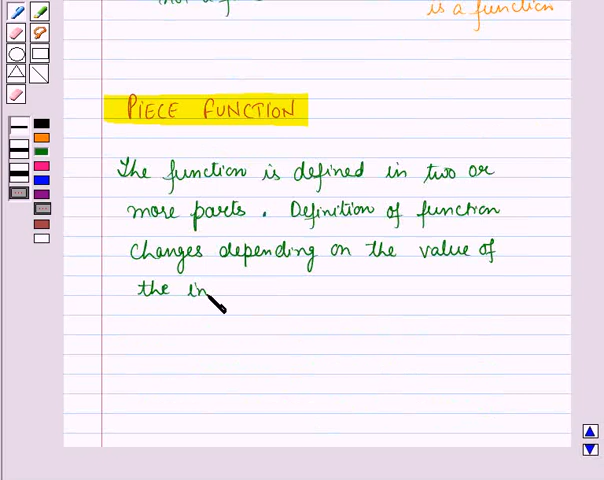 is a function
PIECE FUNCTION
The function is defined in two or
more parts. Definition of function
changes depending on the value of
the in